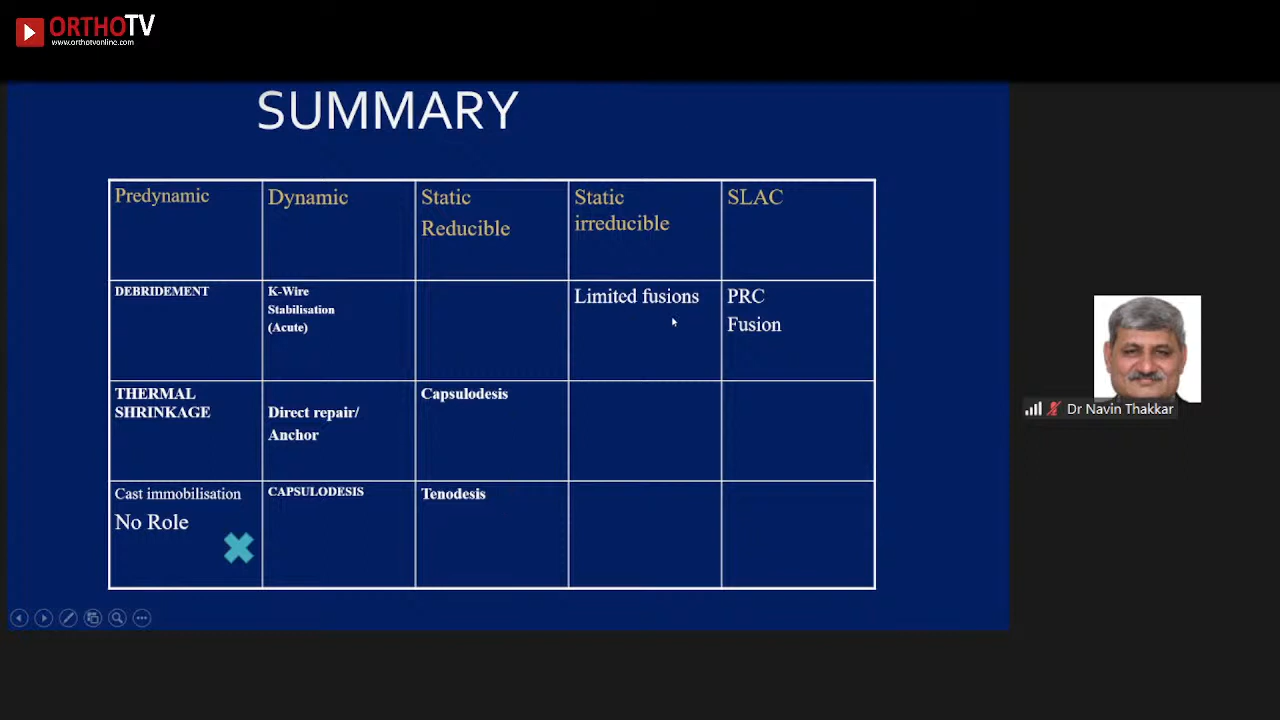 ORTHOTV
www.orthotvonline.com
SUMMARY
Predynamic
Dynamic
Static
Reducible
Static
irreducible
SLAC
DEBRIDEMENT
K-Wire
Stabilisation
(Acute)
Limited fusions
PRC
Fusion
THERMAL
SHRINKAGE
Direct repair/
Anchor
Capsulodesis
Cast immobilisation
No Role
CAPSULODESIS
Tenodesis
Dr Navin Thakkar